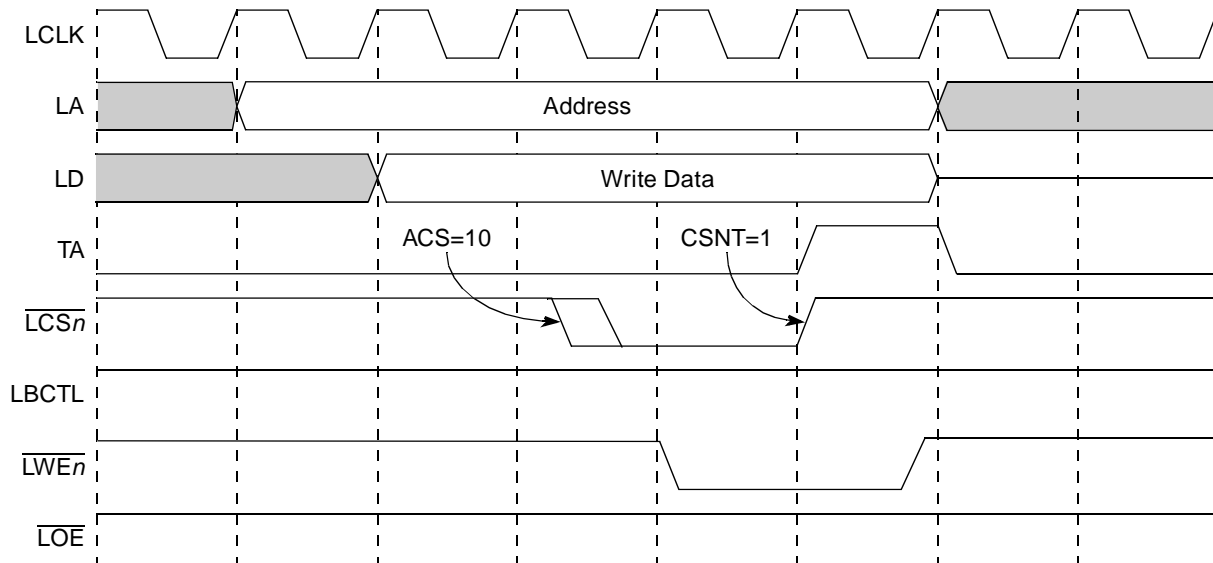 LCLK
LA
Address
LD
Write Data
TA
ACS=10
CSNT=1
LCSn
LBCTL
LWEn
LOE